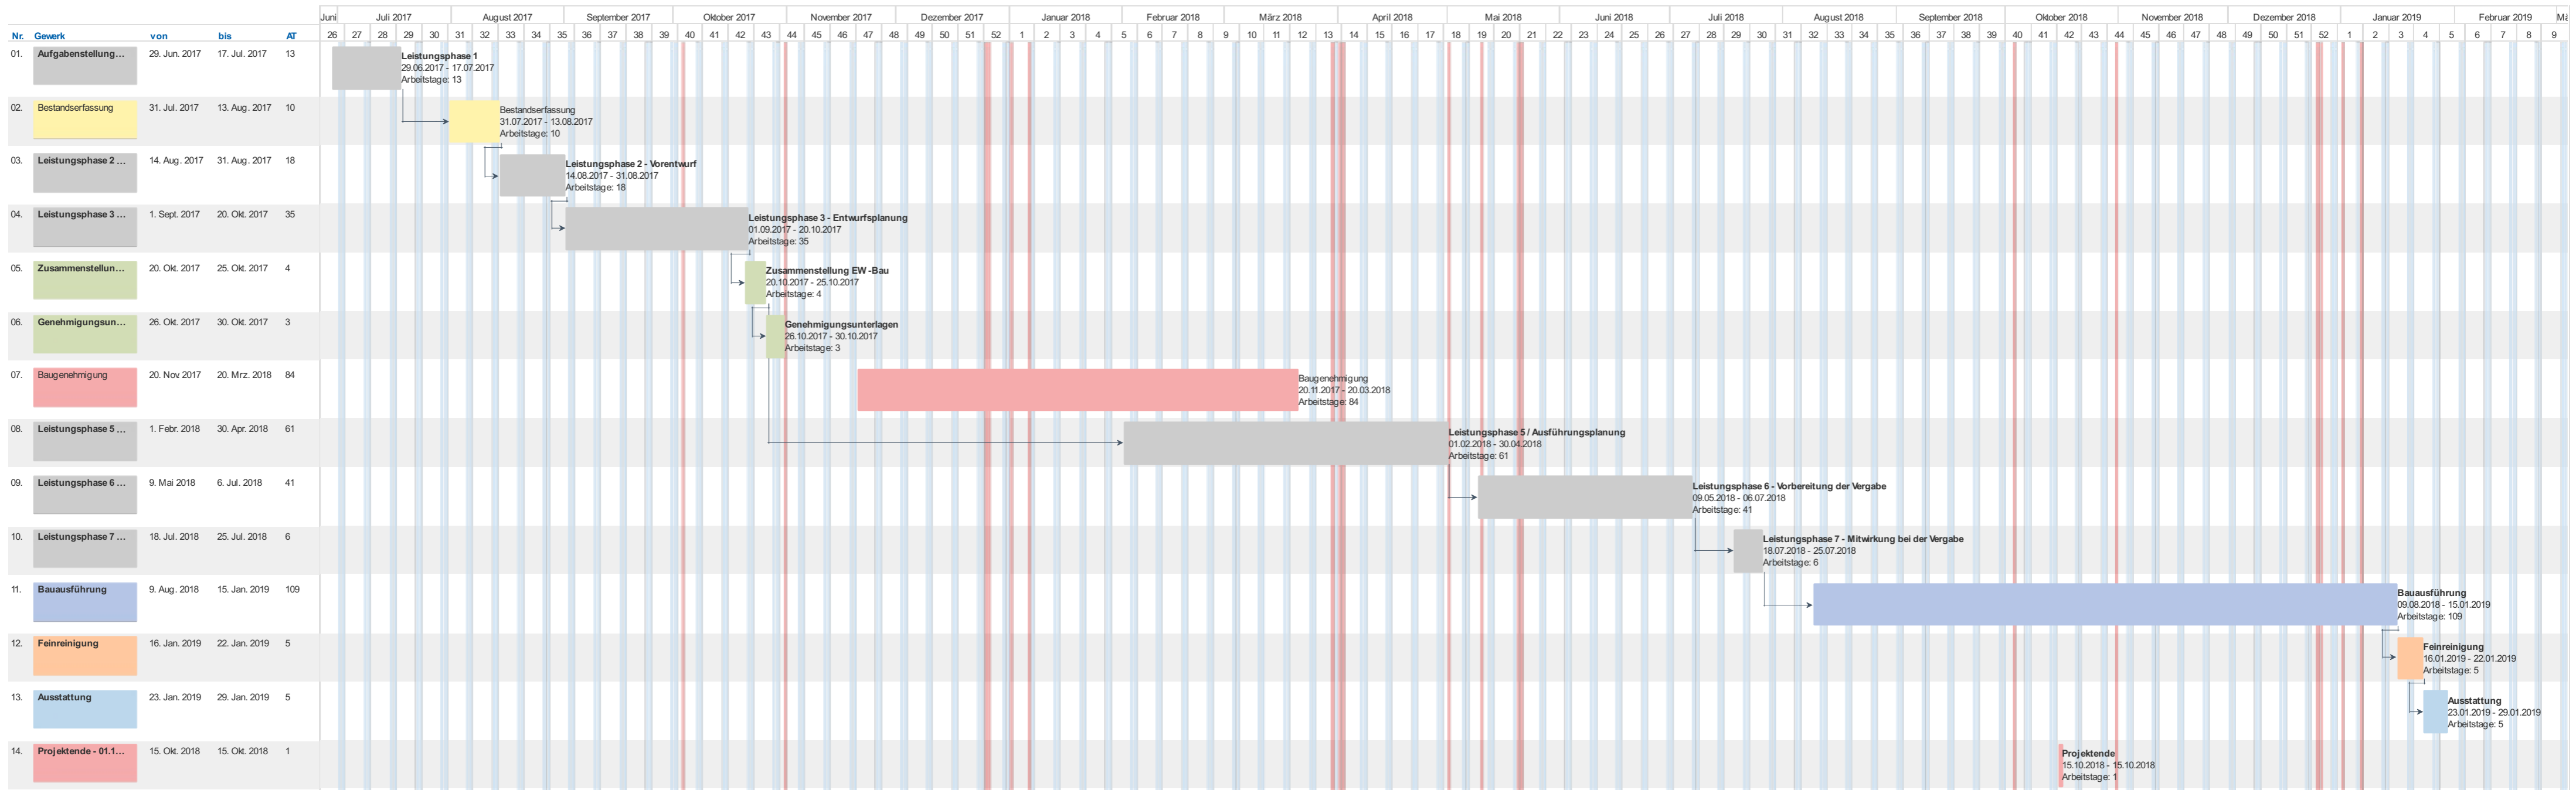 Juni Juli 2017 August 2017 September 2017 Oktober 2017 November 2017 Dezember 2017 Januar 2018 Februar 2018 März 2018 April 2018 Mai 2018 Juni 2018 Juli 2018 August 2018 September 2018 Oktober 2018 November 2018 Dezember 2018 Januar 2019 Februar 2019
Nr. Gewerk von bis AT 26 27 28 29 30 31 32 33 34 35 36 37 38 39 40 41 42 43 44 45 46 47 48 49 50 51 52 1 2 3 4 5 6 7 8 9 10 11 12 13 14 15 16 17 18 19 20 21 22 23 24 25 26 27 28 29 30 31 32 33 34 35 36 37 38 39 40 41 42 43 44 45 46 47 48 49 50 51 52 1 2 3 4 5 6 7 8 9
01. Aufgabenstellung... 29. Jun. 2017 17. Jul. 2017 13
Leistungsphase 1
29.06.2017 - 17.07.2017
Arbeitstage: 13
02. Bestandserfassung 31. Jul. 2017 13. Aug. 2017 10
Bestandserfassung
31.07.2017 - 13.08.2017
Arbeitstage: 10
03. Leistungsphase 2 ... 14. Aug. 2017 31. Aug. 2017 18
Leistungsphase 2 - Vorentwurf
14.08.2017 - 31.08.2017
Arbeitstage: 18
04. Leistungsphase 3 ... 1. Sept. 2017 20. Okt. 2017 35
Leistungsphase 3 - Entwurfsplanung
01.09.2017 - 20.10.2017
Arbeitstage: 35
05. Zusammenstellun... 20. Okt. 2017 25. Okt. 2017 4
Zusammenstellung EW -Bau
20.10.2017 - 25.10.2017
Arbeitstage: 4
06. Genehmigungsun... 26. Okt. 2017 30. Okt. 2017 3
Genehmigungsunterlagen
26.10.2017 - 30.10.2017
Arbeitstage: 3
07. Baugenehmigung 20. Nov. 2017 20. Mrz. 2018 84
Baugenehmigung
20.11.2017 - 20.03.2018
Arbeitstage: 84
08. Leistungsphase 5 ... 1. Febr. 2018 30. Apr. 2018 61
Leistungsphase 5 / Ausführungsplanung
01.02.2018 - 30.04.2018
Arbeitstage: 61
09. Leistungsphase 6 ... 9. Mai 2018 6. Jul. 2018 41
Leistungsphase 6 - Vorbereitung der Vergabe
09.05.2018 - 06.07.2018
Arbeitstage: 41
10. Leistungsphase 7 ... 18. Jul. 2018 25. Jul. 2018 6
Leistungsphase 7 - Mitwirkung bei der Vergabe
18.07.2018 - 25.07.2018
Arbeitstage: 6
11. Bauausführung 9. Aug. 2018 15. Jan. 2019 109
Bauausführung
09.08.2018 - 15.01.2019
Arbeitstage: 109
12. Feinreinigung 16. Jan. 2019 22. Jan. 2019 5
Feinreinigung
16.01.2019 - 22.01.2019
Arbeitstage: 5
13. Ausstattung 23. Jan. 2019 29. Jan. 2019 5
Ausstattung
23.01.2019 - 29.01.2019
Arbeitstage: 5
14. Projektende - 01.1... 15. Okt. 2018 15. Okt. 2018 1
Projektende
15.10.2018 - 15.10.2018
Arbeitstage: 1